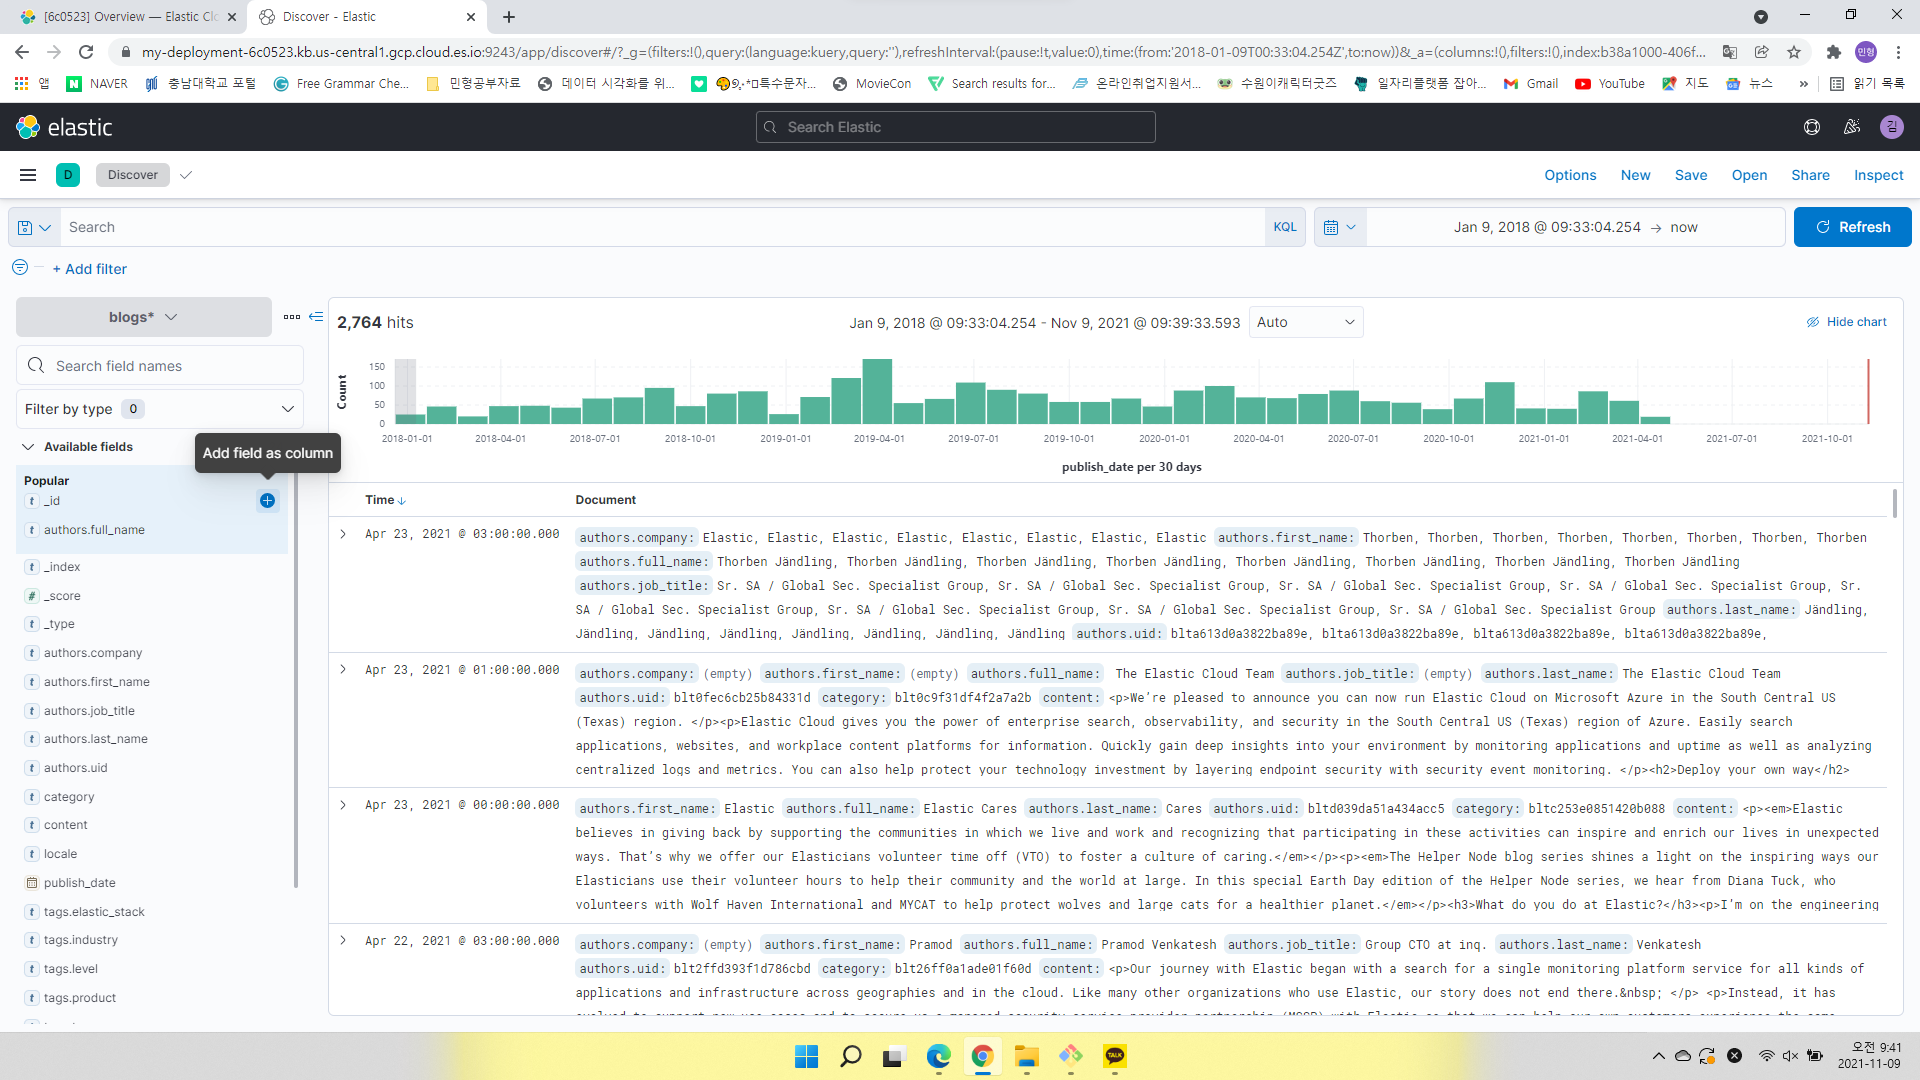 [6c0523] Overview — Elastic Clo
Discover - Elastic
my-deployment-6c0523.kb.us-central1.gcp.cloud.es.io:9243/app/discover#/?_g=(filters:!(),query:(language:kuery,query:''),refreshInterval:(pause:!t,value:0),time:(from:'2018-01-09T00:33:04.254Z',to:now))&_a=(columns:!(),filters:!(),index:b38a1000-406f...
민형
앱
NAVER
충남대학교 포털
Free Grammar Che...
민형공부자료
데이터 시각화를 위...
MovieCon
Search results for...
온라인취업지원서...
수원이캐릭터굿즈
일자리플랫폼 잡아...
Gmail
YouTube
지도
뉴스
»
읽기 목록
elastic
Search Elastic
김
D
Discover
Options
New
Save
Open
Share
Inspect
Search
KQL
Jan 9, 2018 @ 09:33:04.254 → now
Refresh
+ Add filter
blogs*
Search field names
Filter by type 0
Available fields
Add field as column
Popular
t _id
t authors.full_name
t _index
# _score
t _type
t authors.company
t authors.first_name
t authors.job_title
t authors.last_name
t authors.uid
t category
t content
t locale
publish_date
t tags.elastic_stack
t tags.industry
t tags.level
t tags.product
2,764 hits
Jan 9, 2018 @ 09:33:04.254 - Nov 9, 2021 @ 09:39:33.593
Auto
Hide chart
Count
150
100
50
0
2018-01-01
2018-04-01
2018-07-01
2018-10-01
2019-01-01
2019-04-01
2019-07-01
2019-10-01
2020-01-01
2020-04-01
2020-07-01
2020-10-01
2021-01-01
2021-04-01
2021-07-01
2021-10-01
publish_date per 30 days
Time ↓
Document
Apr 23, 2021 @ 03:00:00.000
authors.company: Elastic, Elastic, Elastic, Elastic, Elastic, Elastic, Elastic, Elastic authors.first_name: Thorben, Thorben, Thorben, Thorben, Thorben, Thorben, Thorben, Thorben
authors.full_name: Thorben Jändling, Thorben Jändling, Thorben Jändling, Thorben Jändling, Thorben Jändling, Thorben Jändling, Thorben Jändling, Thorben Jändling
authors.job_title: Sr. SA / Global Sec. Specialist Group, Sr. SA / Global Sec. Specialist Group, Sr. SA / Global Sec. Specialist Group, Sr. SA / Global Sec. Specialist Group, Sr.
SA / Global Sec. Specialist Group, Sr. SA / Global Sec. Specialist Group, Sr. SA / Global Sec. Specialist Group, Sr. SA / Global Sec. Specialist Group authors.last_name: Jändling,
Jändling, Jändling, Jändling, Jändling, Jändling, Jändling, Jändling authors.uid: blta613d0a3822ba89e, blta613d0a3822ba89e, blta613d0a3822ba89e, blta613d0a3822ba89e,
Apr 23, 2021 @ 01:00:00.000
authors.company: (empty) authors.first_name: (empty) authors.full_name: The Elastic Cloud Team authors.job_title: (empty) authors.last_name: The Elastic Cloud Team
authors.uid: blt0fec6cb25b84331d category: blt0c9f31df4f2a7a2b content: <p>We’re pleased to announce you can now run Elastic Cloud on Microsoft Azure in the South Central US
(Texas) region. </p><p>Elastic Cloud gives you the power of enterprise search, observability, and security in the South Central US (Texas) region of Azure. Easily search
applications, websites, and workplace content platforms for information. Quickly gain deep insights into your environment by monitoring applications and uptime as well as analyzing
centralized logs and metrics. You can also help protect your technology investment by layering endpoint security with security event monitoring. </p><h2>Deploy your own way</h2>
Apr 23, 2021 @ 00:00:00.000
authors.first_name: Elastic authors.full_name: Elastic Cares authors.last_name: Cares authors.uid: bltd039da51a434acc5 category: bltc253e0851420b088 content: <p><em>Elastic
believes in giving back by supporting the communities in which we live and work and recognizing that participating in these activities can inspire and enrich our lives in unexpected
ways. That’s why we offer our Elasticians volunteer time off (VTO) to foster a culture of caring.</em></p><p><em>The Helper Node blog series shines a light on the inspiring ways our
Elasticians use their volunteer hours to help their community and the world at large. In this special Earth Day edition of the Helper Node series, we hear from Diana Tuck, who
volunteers with Wolf Haven International and MYCAT to help protect wolves and large cats for a healthier planet.</em></p><h3>What do you do at Elastic?</h3><p>I’m on the engineering
Apr 22, 2021 @ 03:00:00.000
authors.company: (empty) authors.first_name: Pramod authors.full_name: Pramod Venkatesh authors.job_title: Group CTO at inq. authors.last_name: Venkatesh
authors.uid: blt2ffd393f1d786cbd category: blt26ff0a1ade01f60d content: <p>Our journey with Elastic began with a search for a single monitoring platform service for all kinds of
applications and infrastructure across geographies and in the cloud. Like many other organizations who use Elastic, our story does not end there.&nbsp; </p> <p>Instead, it has
TALK
오전 9:41
2021-11-09